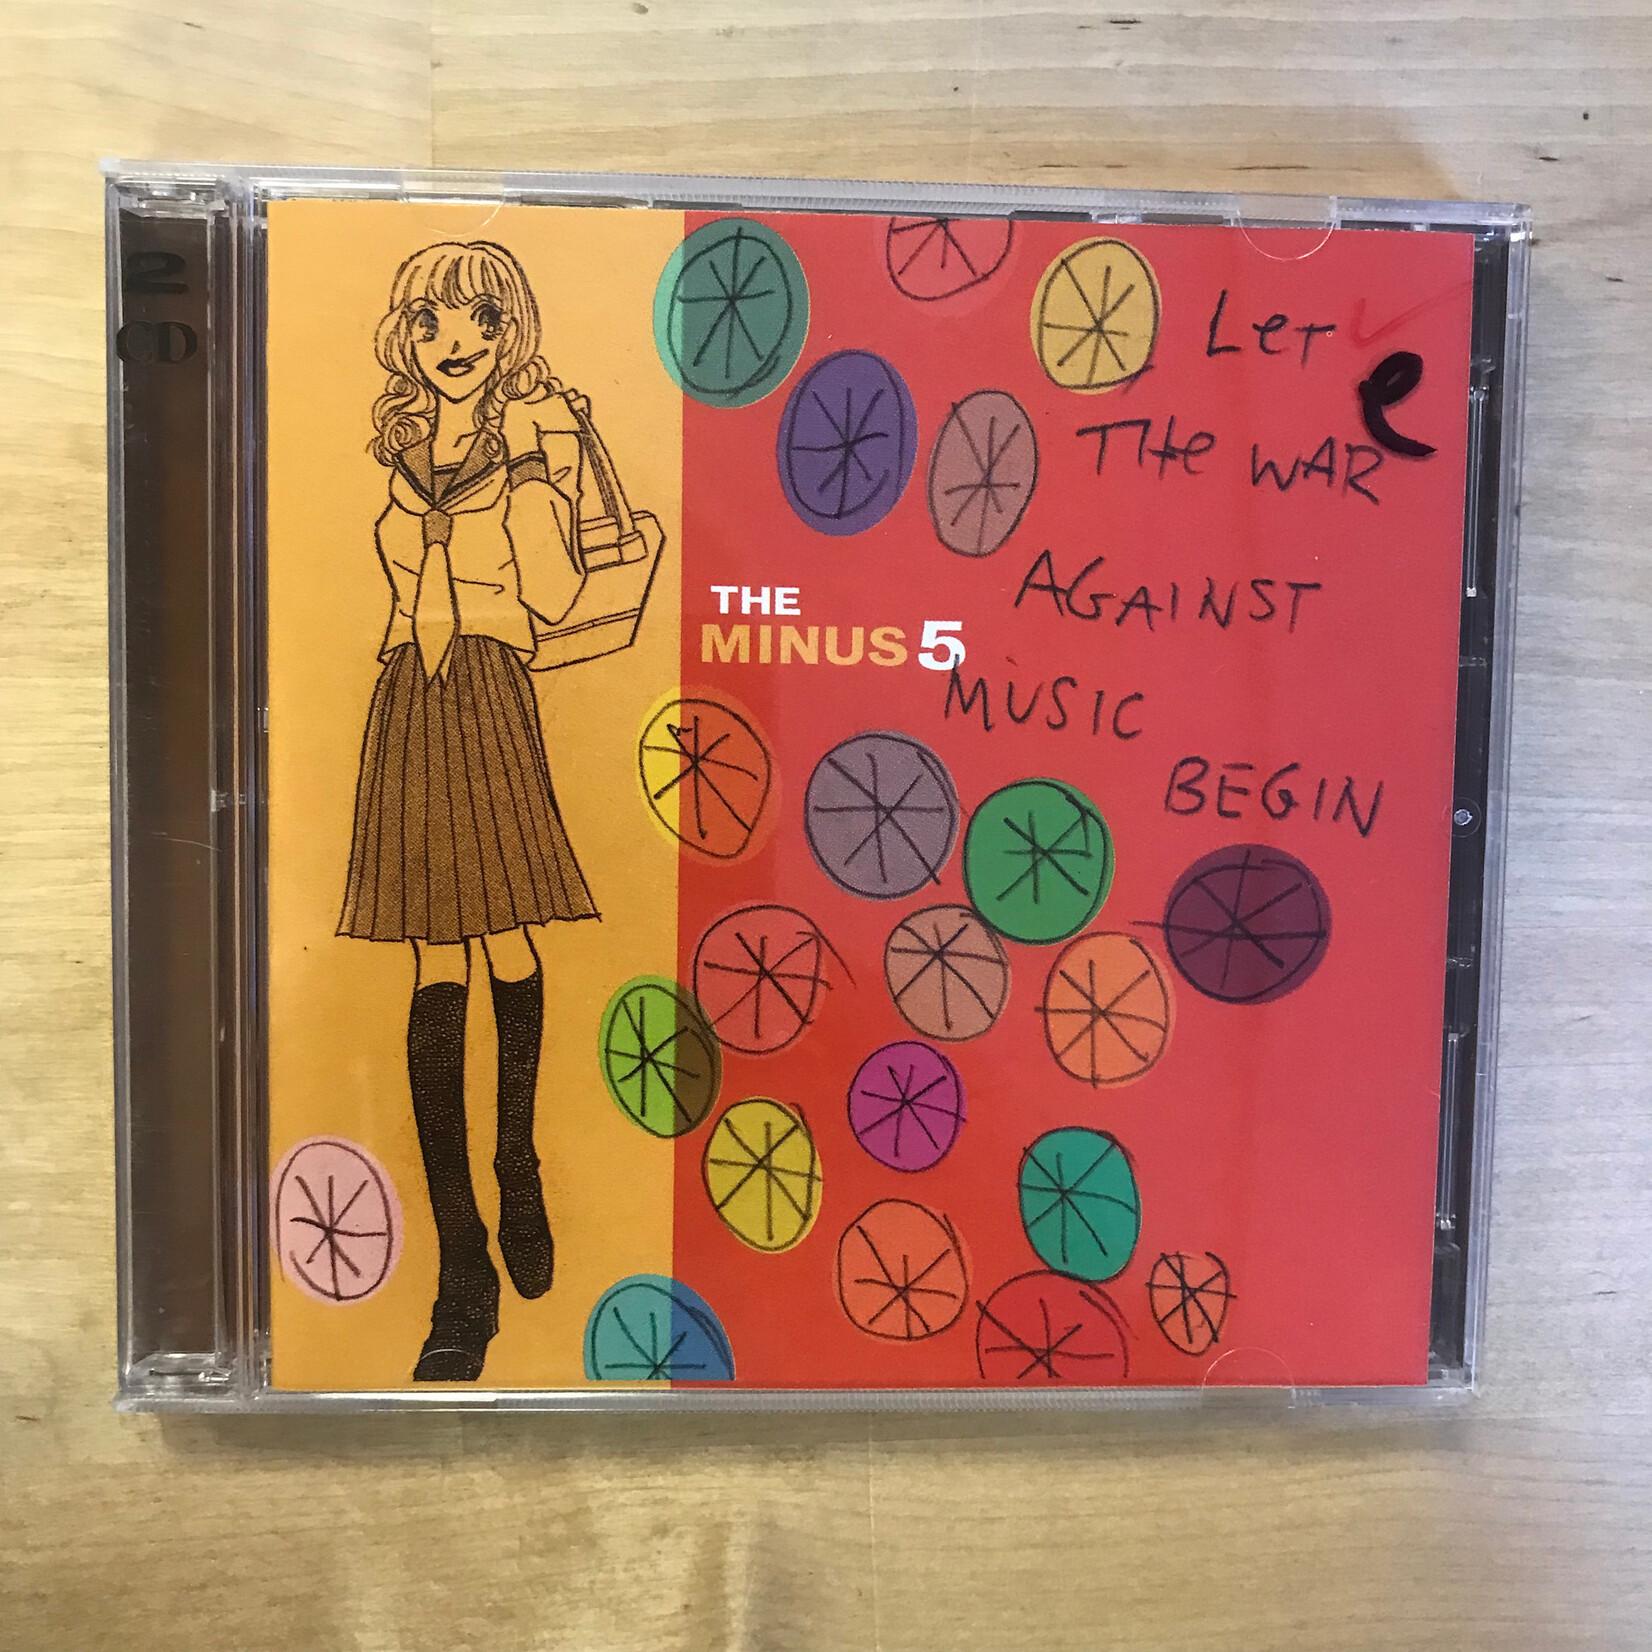 2
CD
THE
MINUS 5
LeT
THe WAR
e
AGAINST
MUSIC
BEGIN